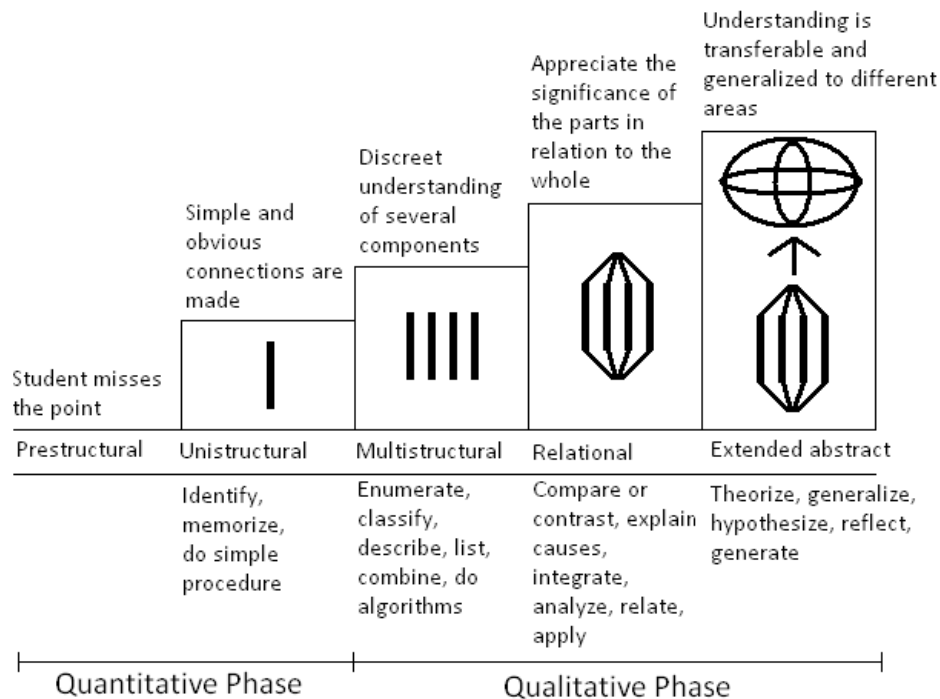 Student misses
the point
Simple and
obvious
connections are
made
Discreet
understanding
of several
components
Appreciate the
significance of
the parts in
relation to the
whole
Understanding is
transferable and
generalized to different
areas
Prestructural
Unistructural
Multistructural
Relational
Extended abstract
Identify,
memorize,
do simple
procedure
Enumerate,
classify,
describe, list,
combine, do
algorithms
Compare or
contrast, explain
causes,
integrate,
analyze, relate,
apply
Theorize, generalize,
hypothesize, reflect,
generate
Quantitative Phase
Qualitative Phase